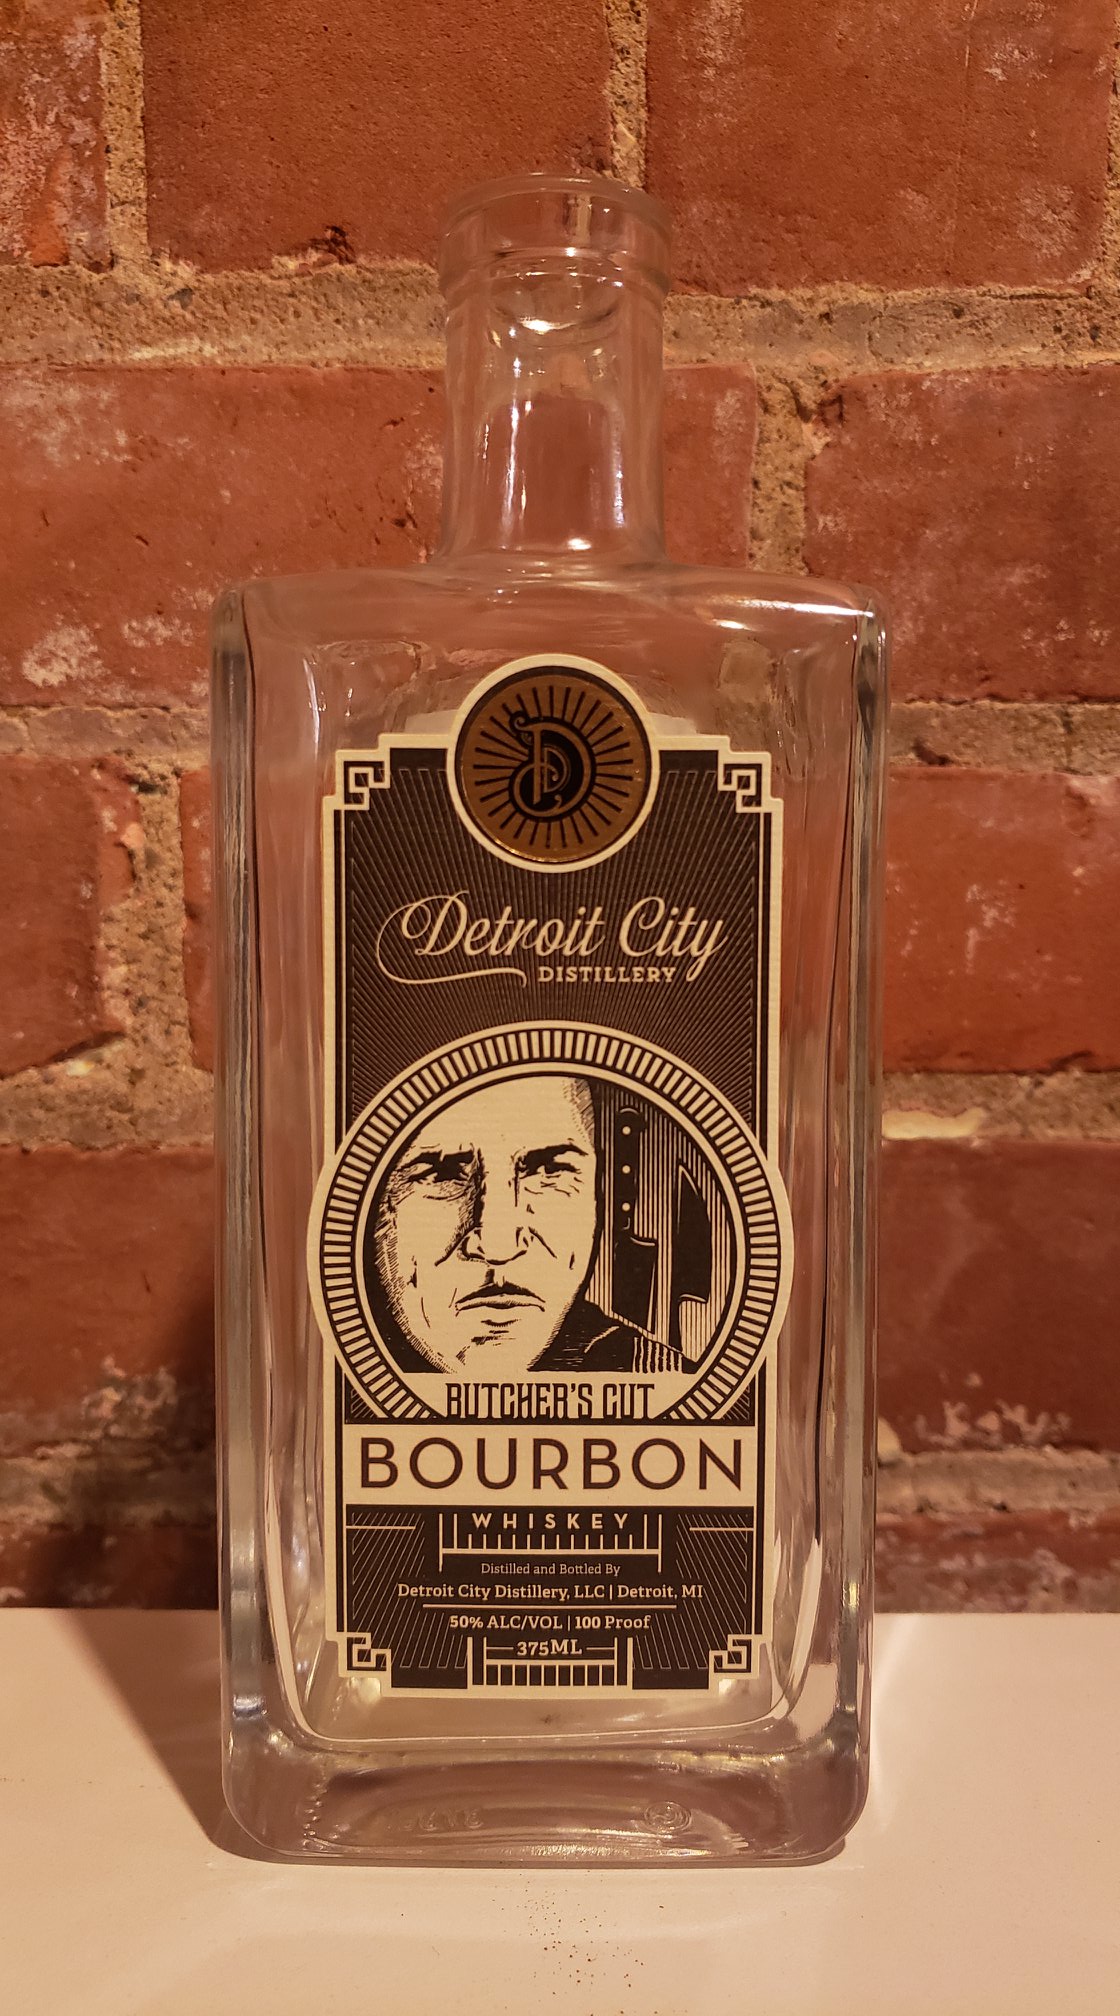 D
Detroit City
DISTILLERY
BUTCHER'S CUT
BOURBON
WHISKEY
Distilled and Bottled By
Detroit City Distillery, LLC | Detroit, MI
50% ALC/VOL | 100 Proof
375ML